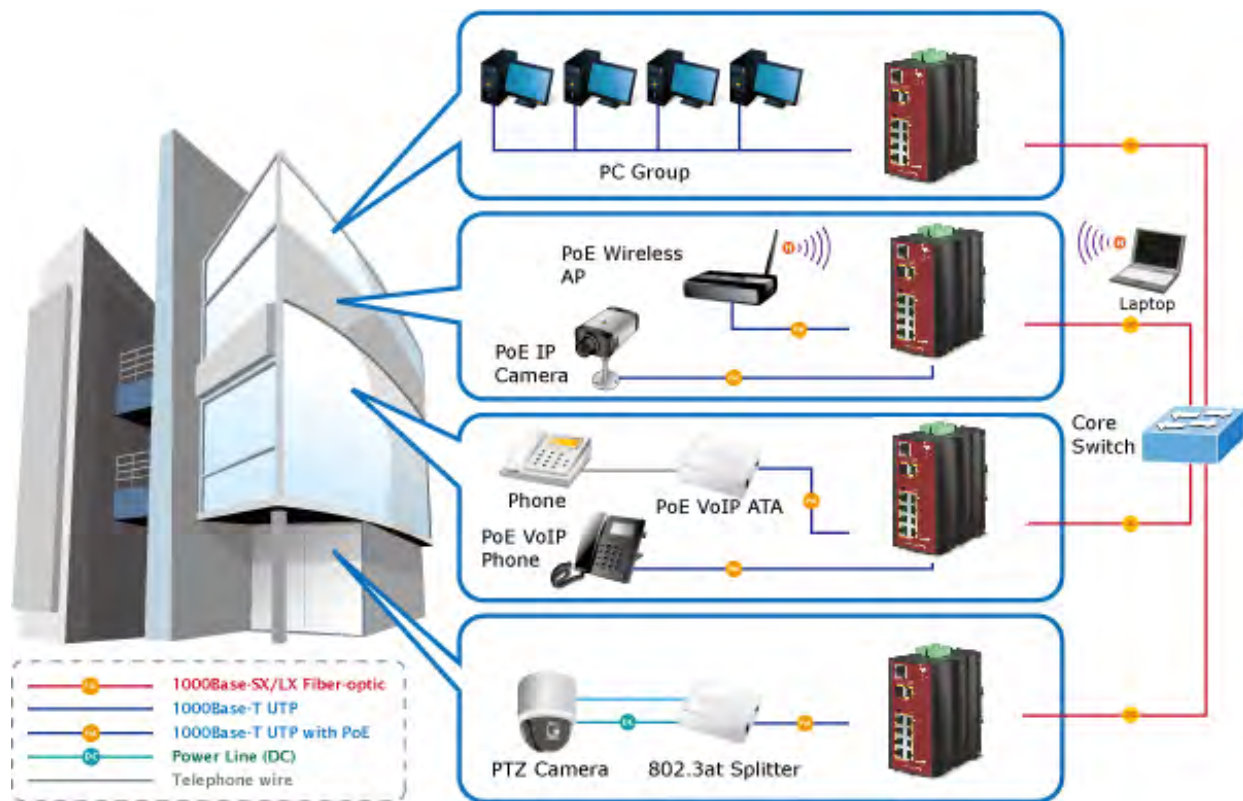 PC Group
PoE Wireless
AP
PoE IP
Camera
Laptop
Core
Switch
Phone
PoE VoIP ATA
PoE VoIP
Phone
PTZ Camera
DC
802.3at Splitter
1000Base-SX/LX Fiber-optic
1000Base-T UTP
1000Base-T UTP with PoE
DC
Power Line (DC)
Telephone wire